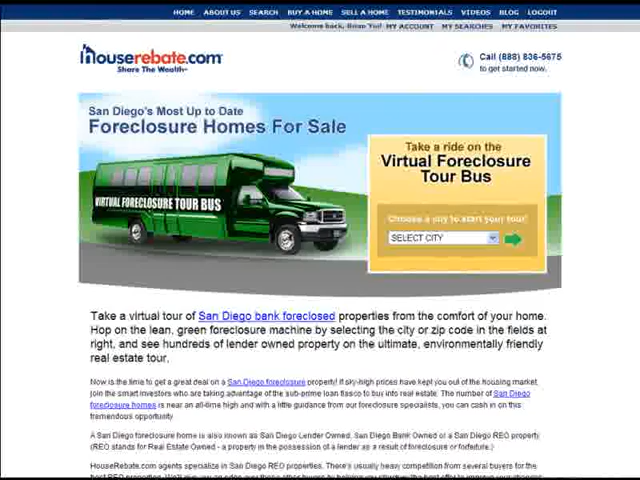 HOME ABOUT US SEARCH BUY A HOME SELL A HOME TESTIMONIALS VIDEOS BLOG LOGOUT
Welcome back, Brian Yui! MY ACCOUNT MY SEARCHES MY FAVORITES
houserebate.com
Share The Wealth
Call (888) 836-5675
to get started now.
San Diego's Most Up to Date
Foreclosure Homes For Sale
Take a ride on the
Virtual Foreclosure
Tour Bus
VIRTUAL FORECLOSURE TOUR BUS
Choose a city to start your tour!
SELECT CITY
Take a virtual tour of San Diego bank foreclosed properties from the comfort of your home.
Hop on the lean, green foreclosure machine by selecting the city or zip code in the fields at
right, and see hundreds of lender owned property on the ultimate, environmentally friendly
real estate tour.
Now is the time to get a great deal on a San Diego foreclosure property! If sky-high prices have kept you out of the housing market,
join the smart investors who are taking advantage of the sub-prime loan fiasco to buy into real estate. The number of San Diego
foreclosure homes is near an all-time high and with a little guidance from our foreclosure specialists, you can cash in on this
tremendous opportunity.
A San Diego foreclosure home is also known as San Diego Lender Owned, San Diego Bank Owned or a San Diego REO property
(REO stands for Real Estate Owned - a property in the possession of a lender as a result of foreclosure or forfeiture.)
HouseRebate.com agents specialize in San Diego REO properties. There's usually heavy competition from several buyers for the